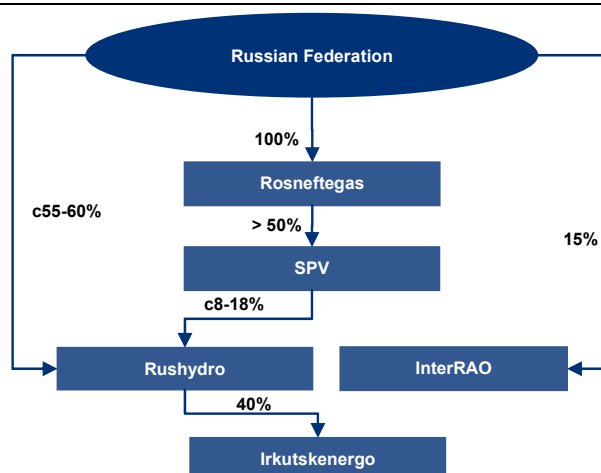 Russian Federation
100%
Rosneftegas
c55-60%
> 50%
15%
SPV
c8-18%
Rushydro
InterRAO
40%
Irkutskenergo